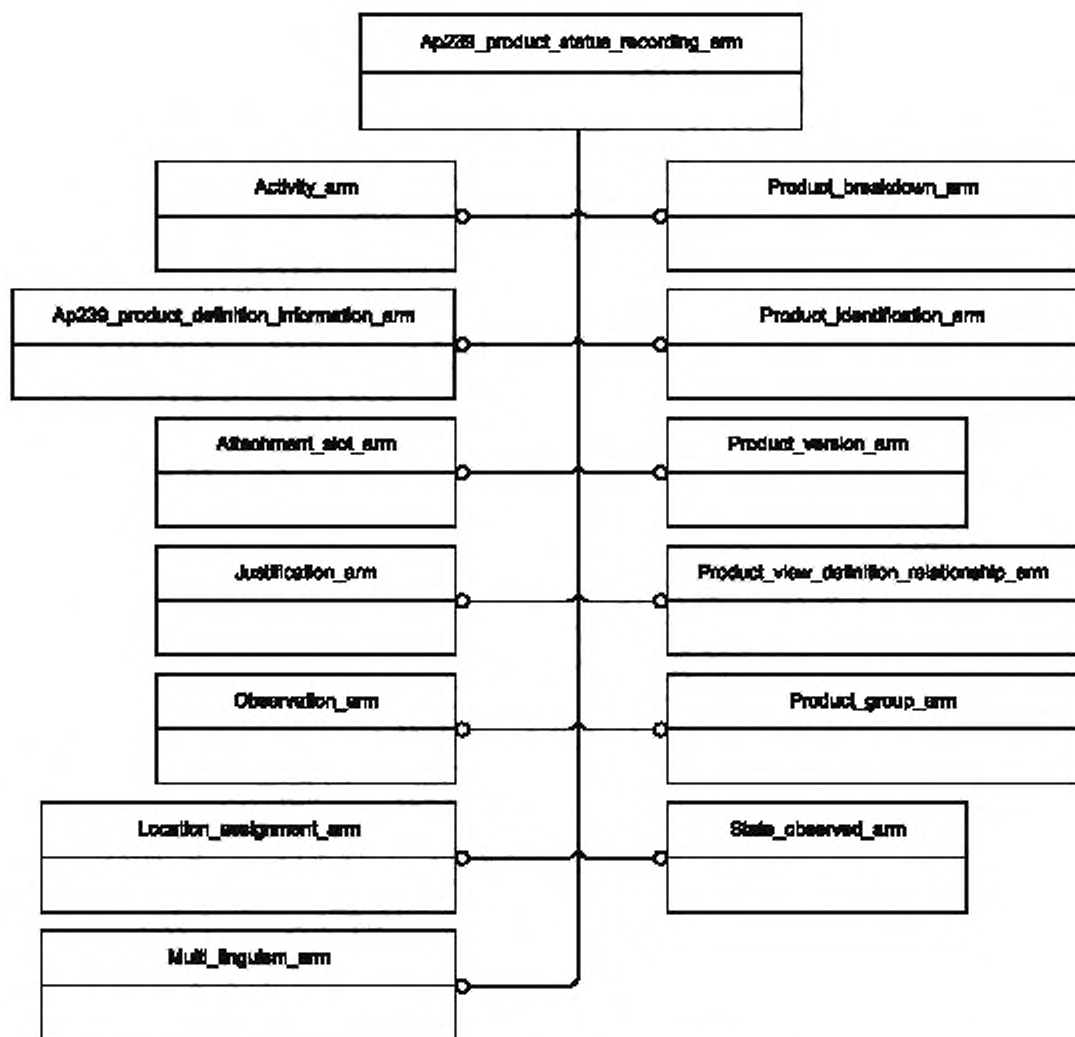 Ap239_product_status_recording_arm
Activity_arm
Product_breakdown_arm
Ap239_product_definition_information_arm
Product_identification_arm
Attachment_slot_arm
Product_version_arm
Justification_arm
Product_view_definition_relationship_arm
Observation_arm
Product_group_arm
Location_assignment_arm
State_observed_arm
Multi_linguism_arm